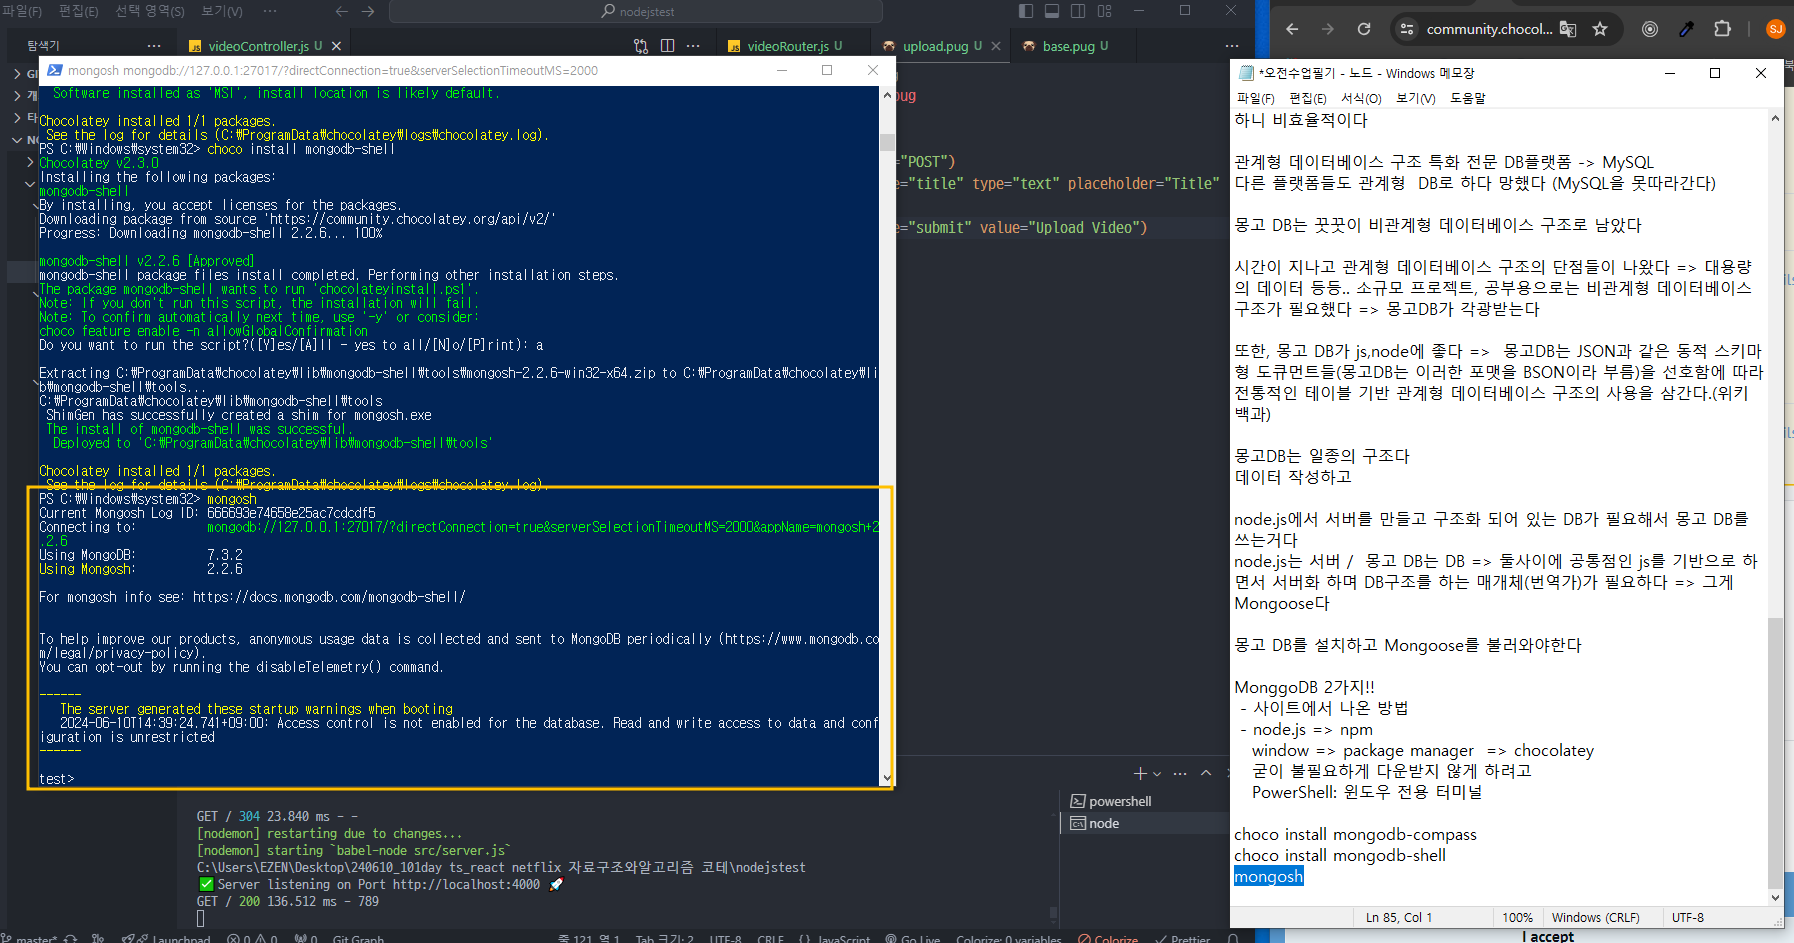 파일(F) 편집(E) 선택 영역(S) 보기(V) ··· nodejstest
탐색기 ···
videoController.js U
videoRouter.js U
upload.pug U
base.pug U
mongosh mongodb://127.0.0.1:27017/?directConnection=true&serverSelectionTimeoutMS=2000
Software installed as 'MSI', install location is likely default.
Chocolatey installed 1/1 packages.
See the log for details (C:₩ProgramData₩chocolatey₩logs₩chocolatey.log).
PS C:₩Windows₩system32> choco install mongodb-shell
Chocolatey v2.3.0
Installing the following packages:
mongodb-shell
By installing, you accept licenses for the packages.
Downloading package from source 'https://community.chocolatey.org/api/v2/'
Progress: Downloading mongodb-shell 2.2.6... 100%
mongodb-shell v2.2.6 [Approved]
mongodb-shell package files install completed. Performing other installation steps.
The package mongodb-shell wants to run 'chocolateyinstall.ps1'.
Note: If you don't run this script, the installation will fail.
Note: To confirm automatically next time, use '-y' or consider:
choco feature enable -n allowGlobalConfirmation
Do you want to run the script?([Y]es/[A]ll - yes to all/[N]o/[P]rint): a
Extracting C:₩ProgramData₩chocolatey₩lib₩mongodb-shell₩tools₩mongosh-2.2.6-win32-x64.zip to C:₩ProgramData₩chocolatey₩li
b₩mongodb-shell₩tools...
C:₩ProgramData₩chocolatey₩lib₩mongodb-shell₩tools
ShimGen has successfully created a shim for mongosh.exe
The install of mongodb-shell was successful.
Deployed to 'C:₩ProgramData₩chocolatey₩lib₩mongodb-shell₩tools'
Chocolatey installed 1/1 packages.
See the log for details (C:₩ProgramData₩chocolatey₩logs₩chocolatey.log).
PS C:₩Windows₩system32> mongosh
Current Mongosh Log ID: 666693e74658e25ac7cdcdf5
Connecting to: mongodb://127.0.0.1:27017/?directConnection=true&serverSelectionTimeoutMS=2000&appName=mongosh+2
.2.6
Using MongoDB: 7.3.2
Using Mongosh: 2.2.6
For mongosh info see: https://docs.mongodb.com/mongodb-shell/
To help improve our products, anonymous usage data is collected and sent to MongoDB periodically (https://www.mongodb.co
m/legal/privacy-policy).
You can opt-out by running the disableTelemetry() command.
------
The server generated these startup warnings when booting
2024-06-10T14:39:24.741+09:00: Access control is not enabled for the database. Read and write access to data and conf
iguration is unrestricted
------
test>
="POST")
="title" type="text" placeholder="Title"
="submit" value="Upload Video")
GET / 304 23.840 ms - -
[nodemon] restarting due to changes...
[nodemon] starting `babel-node src/server.js`
C:\Users\EZEN\Desktop\240610_101day ts_react netflix 자료구조와알고리즘 코테\nodejstest
✅ Server listening on Port http://localhost:4000 🚀
GET / 200 136.512 ms - 789
powershell
node
master* Launchpad 0 0 0 Git Graph 줄 121, 열 1 Tab 크기: 2 UTF-8 CRLF {} JavaScript Go Live Colorize: 0 variables Colorize Prettier
community.chocol... SJ
*오전수업필기 - 노드 - Windows 메모장
파일(F) 편집(E) 서식(O) 보기(V) 도움말
하니 비효율적이다
관계형 데이터베이스 구조 특화 전문 DB플랫폼 -> MySQL
다른 플랫폼들도 관계형 DB로 하다 망했다 (MySQL을 못따라간다)
몽고 DB는 꿋꿋이 비관계형 데이터베이스 구조로 남았다
시간이 지나고 관계형 데이터베이스 구조의 단점들이 나왔다 => 대용량
의 데이터 등등.. 소규모 프로젝트, 공부용으로는 비관계형 데이터베이스
구조가 필요했다 => 몽고DB가 각광받는다
또한, 몽고 DB가 js,node에 좋다 => 몽고DB는 JSON과 같은 동적 스키마
형 도큐먼트들(몽고DB는 이러한 포맷을 BSON이라 부름)을 선호함에 따라
전통적인 테이블 기반 관계형 데이터베이스 구조의 사용을 삼간다.(위키
백과)
몽고DB는 일종의 구조다
데이터 작성하고
node.js에서 서버를 만들고 구조화 되어 있는 DB가 필요해서 몽고 DB를
쓰는거다
node.js는 서버 / 몽고 DB는 DB => 둘사이에 공통점인 js를 기반으로 하
면서 서버화 하며 DB구조를 하는 매개체(번역가)가 필요하다 => 그게
Mongoose다
몽고 DB를 설치하고 Mongoose를 불러와야한다
MonggoDB 2가지!!
- 사이트에서 나온 방법
- node.js => npm
window => package manager => chocolatey
굳이 불필요하게 다운받지 않게 하려고
PowerShell: 윈도우 전용 터미널
choco install mongodb-compass
choco install mongodb-shell
mongosh
Ln 85, Col 1 100% Windows (CRLF) UTF-8
I accept